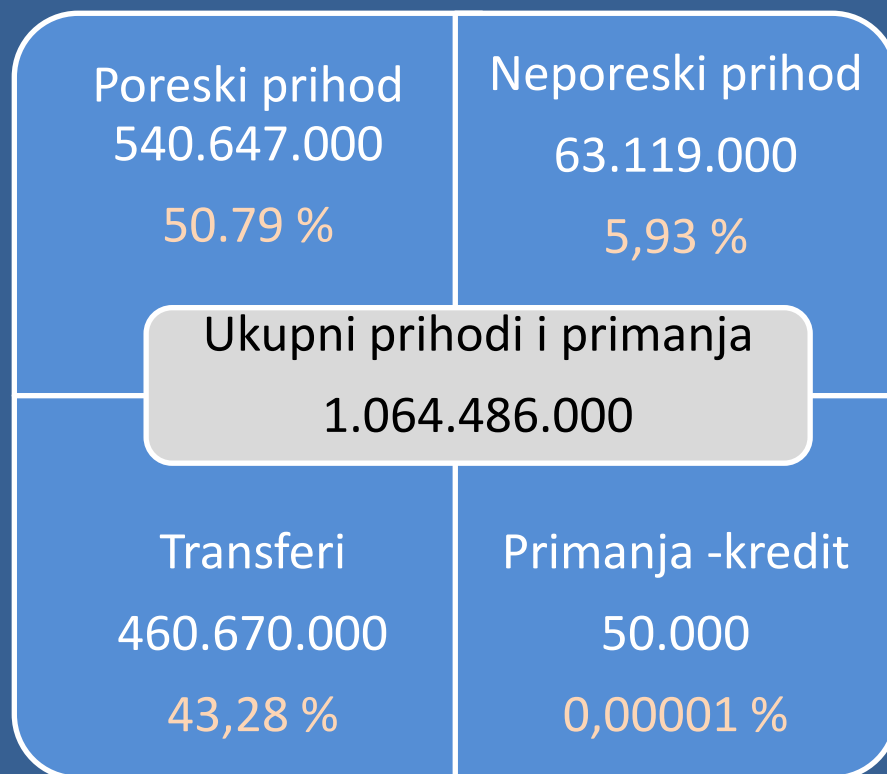 Poreski prihod
540.647.000
50.79 %
Neporeski prihod
63.119.000
5,93 %
Ukupni prihodi i primanja
1.064.486.000
Transferi
460.670.000
43,28 %
Primanja -kredit
50.000
0,00001 %